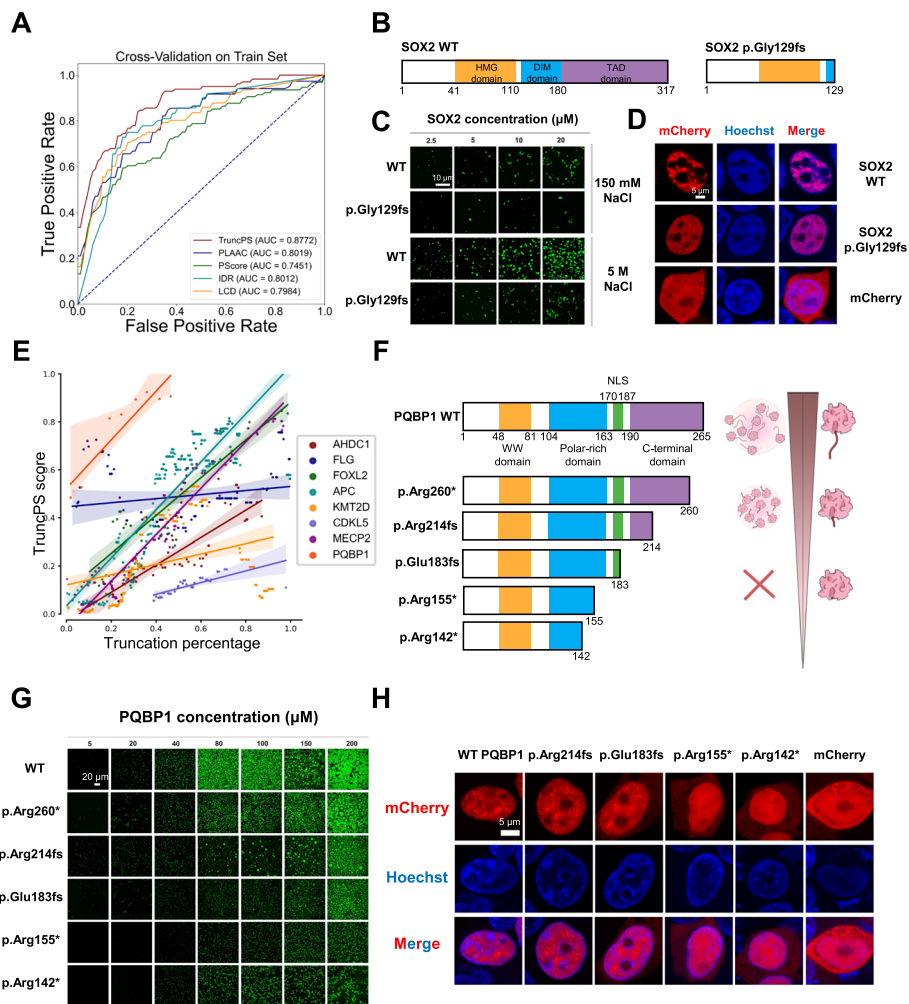 A
Cross-Validation on Train Set
True Positive Rate
1.0
0.8
0.6
0.4
0.2
0.0
0.0 0.2 0.4 0.6 0.8 1.0
False Positive Rate
TruncPS (AUC = 0.8772)
PLAAC (AUC = 0.8019)
PScore (AUC = 0.7451)
IDR (AUC = 0.8012)
LCD (AUC = 0.7984)
B
SOX2 WT
HMG domain
DIM domain
TAD domain
1 41 110 180 317
SOX2 p.Gly129fs
1 129
C
SOX2 concentration (µM)
2.5 5 10 20
10 µm
WT
p.Gly129fs
WT
p.Gly129fs
150 mM NaCl
5 M NaCl
D
mCherry Hoechst Merge
5 µm
SOX2 WT
SOX2 p.Gly129fs
mCherry
E
TruncPS score
1.0
0.8
0.6
0.4
0.2
0.0
0.0 0.2 0.4 0.6 0.8 1.0
Truncation percentage
AHDC1
FLG
FOXL2
APC
KMT2D
CDKL5
MECP2
PQBP1
F
NLS
170 187
PQBP1 WT
1 48 81 104 163 190 265
WW domain
Polar-rich domain
C-terminal domain
p.Arg260*
260
p.Arg214fs
214
p.Glu183fs
183
p.Arg155*
155
p.Arg142*
142
G
PQBP1 concentration (µM)
5 20 40 80 100 150 200
WT
20 µm
p.Arg260*
p.Arg214fs
p.Glu183fs
p.Arg155*
p.Arg142*
H
WT PQBP1 p.Arg214fs p.Glu183fs p.Arg155* p.Arg142* mCherry
mCherry
5 µm
Hoechst
Merge